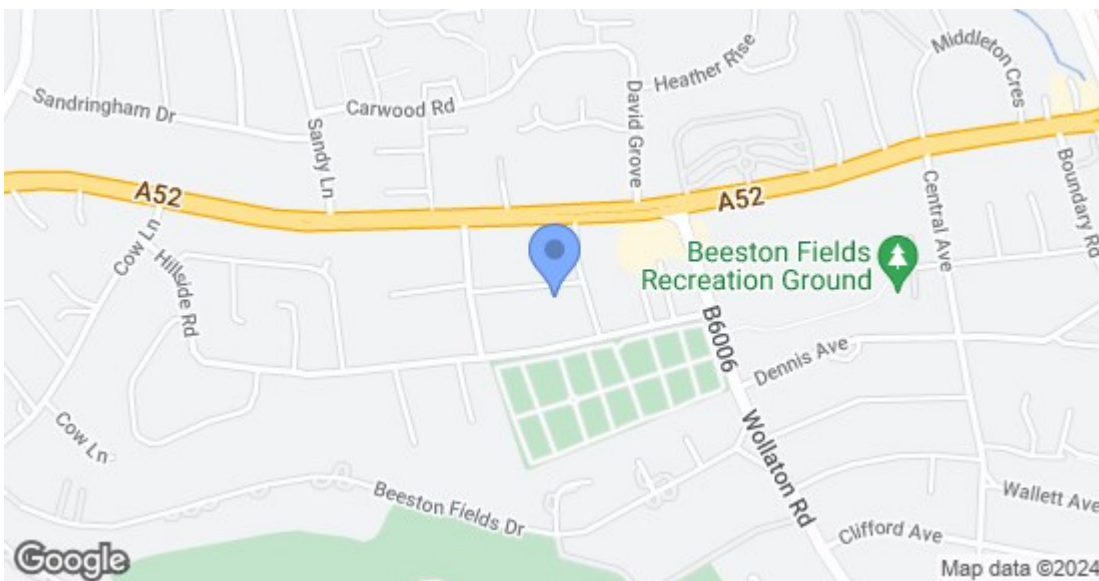 Middleton Cres
Heather Rise
Sandringham Dr
Carwood Rd
David Grove
Sandy Ln
Boundary Rd
A52
A52
Central Ave
Cow Ln
Hillside Rd
Beeston Fields
Recreation Ground
B6006
Dennis Ave
Cow Ln
Wollaton Rd
Beeston Fields Dr
Wallett Ave
Clifford Ave
Google
Map data ©2024